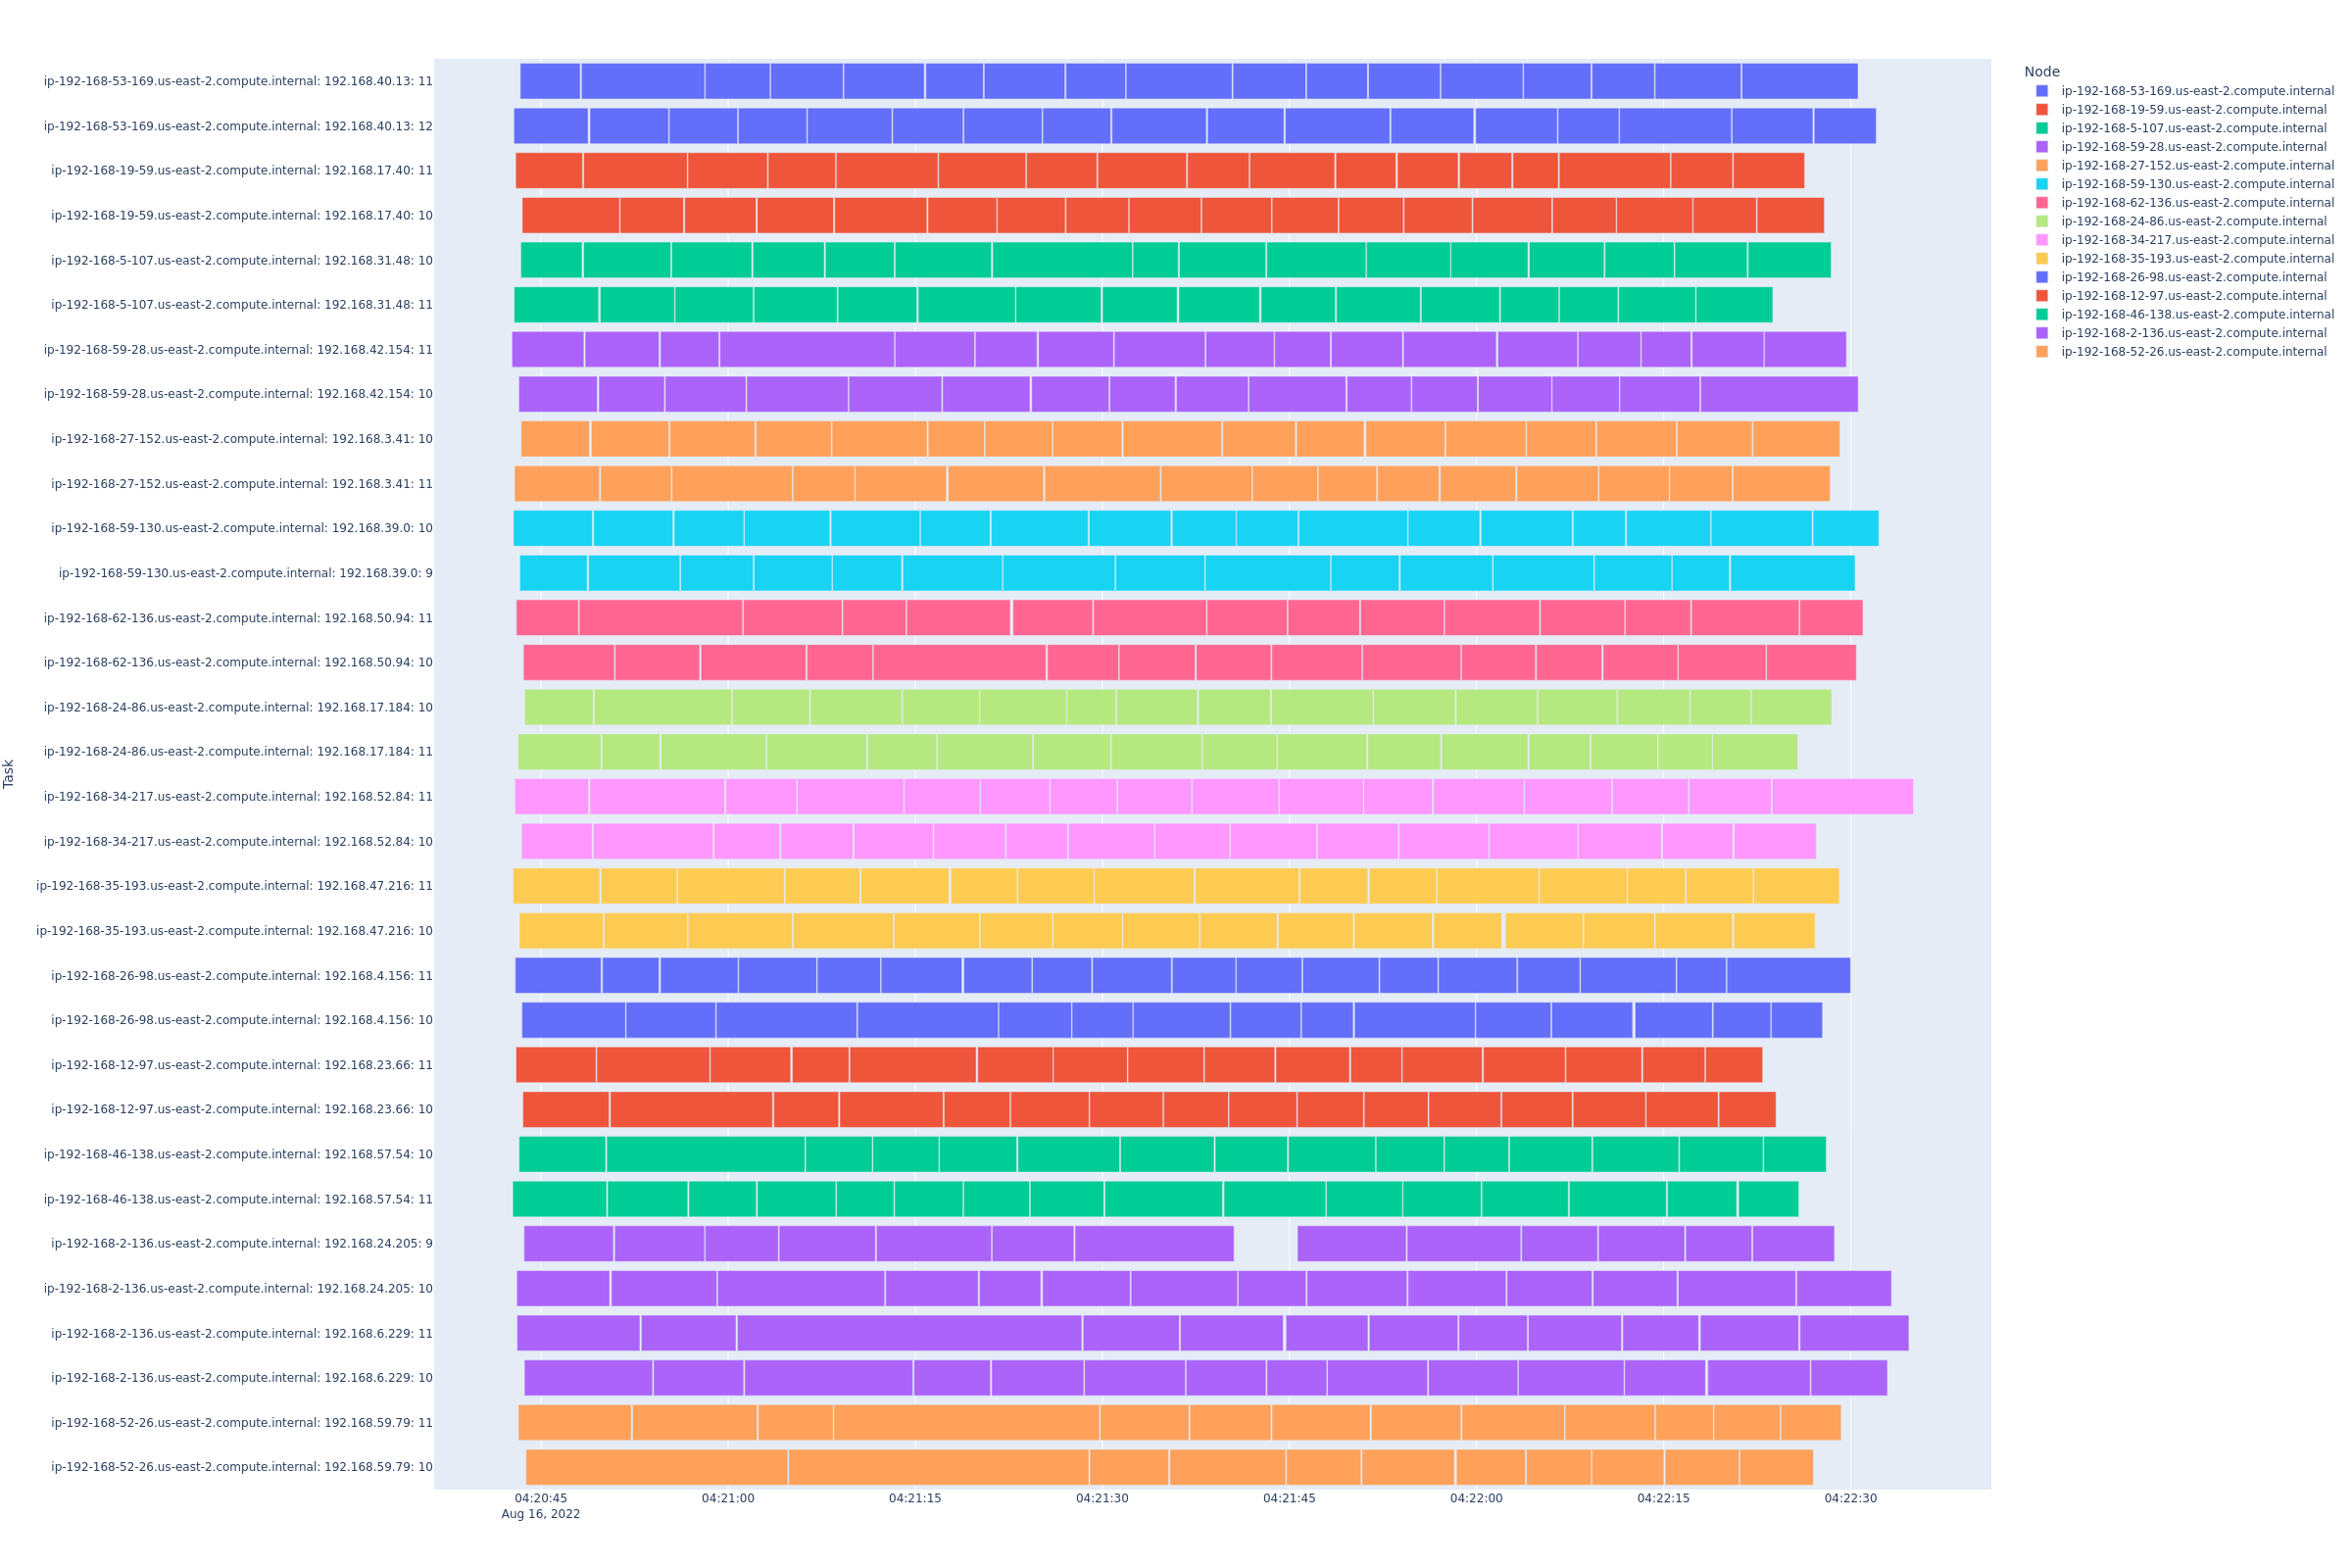 ip-192-168-53-169.us-east-2.compute.internal: 192.168.40.13: 11
ip-192-168-53-169.us-east-2.compute.internal: 192.168.40.13: 12
ip-192-168-19-59.us-east-2.compute.internal: 192.168.17.40: 11
ip-192-168-19-59.us-east-2.compute.internal: 192.168.17.40: 10
ip-192-168-5-107.us-east-2.compute.internal: 192.168.31.48: 10
ip-192-168-5-107.us-east-2.compute.internal: 192.168.31.48: 11
ip-192-168-59-28.us-east-2.compute.internal: 192.168.42.154: 11
ip-192-168-59-28.us-east-2.compute.internal: 192.168.42.154: 10
ip-192-168-27-152.us-east-2.compute.internal: 192.168.3.41: 10
ip-192-168-27-152.us-east-2.compute.internal: 192.168.3.41: 11
ip-192-168-59-130.us-east-2.compute.internal: 192.168.39.0: 10
ip-192-168-59-130.us-east-2.compute.internal: 192.168.39.0: 9
ip-192-168-62-136.us-east-2.compute.internal: 192.168.50.94: 11
ip-192-168-62-136.us-east-2.compute.internal: 192.168.50.94: 10
ip-192-168-24-86.us-east-2.compute.internal: 192.168.17.184: 10
ip-192-168-24-86.us-east-2.compute.internal: 192.168.17.184: 11
ip-192-168-34-217.us-east-2.compute.internal: 192.168.52.84: 11
ip-192-168-34-217.us-east-2.compute.internal: 192.168.52.84: 10
ip-192-168-35-193.us-east-2.compute.internal: 192.168.47.216: 11
ip-192-168-35-193.us-east-2.compute.internal: 192.168.47.216: 10
ip-192-168-26-98.us-east-2.compute.internal: 192.168.4.156: 11
ip-192-168-26-98.us-east-2.compute.internal: 192.168.4.156: 10
ip-192-168-12-97.us-east-2.compute.internal: 192.168.23.66: 11
ip-192-168-12-97.us-east-2.compute.internal: 192.168.23.66: 10
ip-192-168-46-138.us-east-2.compute.internal: 192.168.57.54: 10
ip-192-168-46-138.us-east-2.compute.internal: 192.168.57.54: 11
ip-192-168-2-136.us-east-2.compute.internal: 192.168.24.205: 9
ip-192-168-2-136.us-east-2.compute.internal: 192.168.24.205: 10
ip-192-168-2-136.us-east-2.compute.internal: 192.168.6.229: 11
ip-192-168-2-136.us-east-2.compute.internal: 192.168.6.229: 10
ip-192-168-52-26.us-east-2.compute.internal: 192.168.59.79: 11
ip-192-168-52-26.us-east-2.compute.internal: 192.168.59.79: 10
Task
04:20:45 04:21:00 04:21:15 04:21:30 04:21:45 04:22:00 04:22:15 04:22:30
Aug 16, 2022
Node
ip-192-168-53-169.us-east-2.compute.internal
ip-192-168-19-59.us-east-2.compute.internal
ip-192-168-5-107.us-east-2.compute.internal
ip-192-168-59-28.us-east-2.compute.internal
ip-192-168-27-152.us-east-2.compute.internal
ip-192-168-59-130.us-east-2.compute.internal
ip-192-168-62-136.us-east-2.compute.internal
ip-192-168-24-86.us-east-2.compute.internal
ip-192-168-34-217.us-east-2.compute.internal
ip-192-168-35-193.us-east-2.compute.internal
ip-192-168-26-98.us-east-2.compute.internal
ip-192-168-12-97.us-east-2.compute.internal
ip-192-168-46-138.us-east-2.compute.internal
ip-192-168-2-136.us-east-2.compute.internal
ip-192-168-52-26.us-east-2.compute.internal